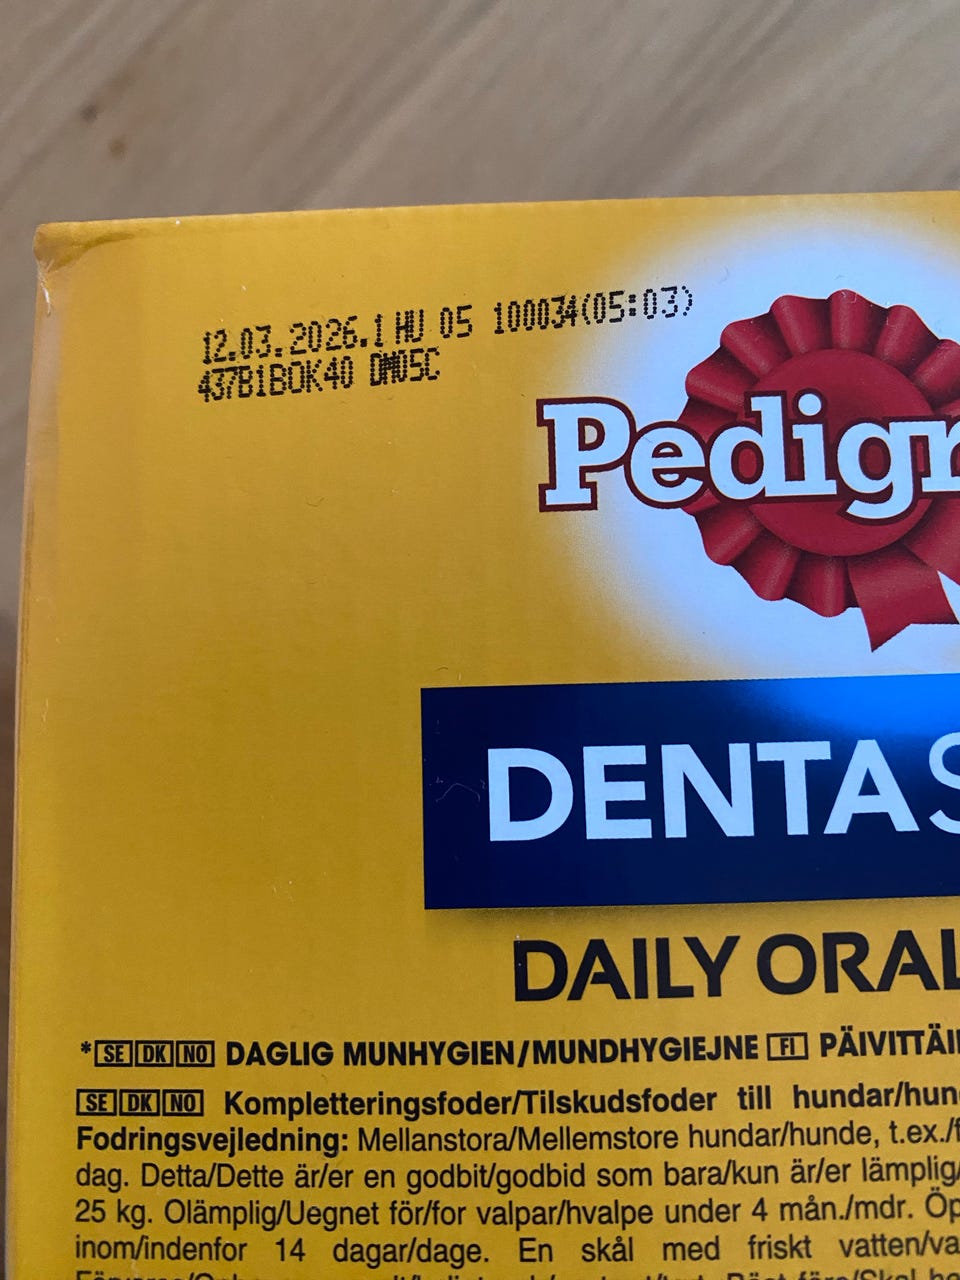 12.03.2026.1 HU 05 100034(05:03)
437B1BOK40 DM05C
Pedigr
DENTAS
DAILY ORAL
*SE DK NO DAGLIG MUNHYGIEN/MUNDHYGIEJNE FI PÄIVITTÄI
SE DK NO Kompletteringsfoder/Tilskudsfoder till hundar/hun
Fodringsvejledning: Mellanstora/Mellemstore hundar/hunde, t.ex./f
dag. Detta/Dette är/er en godbit/godbid som bara/kun är/er lämplig/
25 kg. Olämplig/Uegnet för/for valpar/hvalpe under 4 mån./mdr. Öp
inom/indenfor 14 dagar/dage. En skål med friskt vatten/va